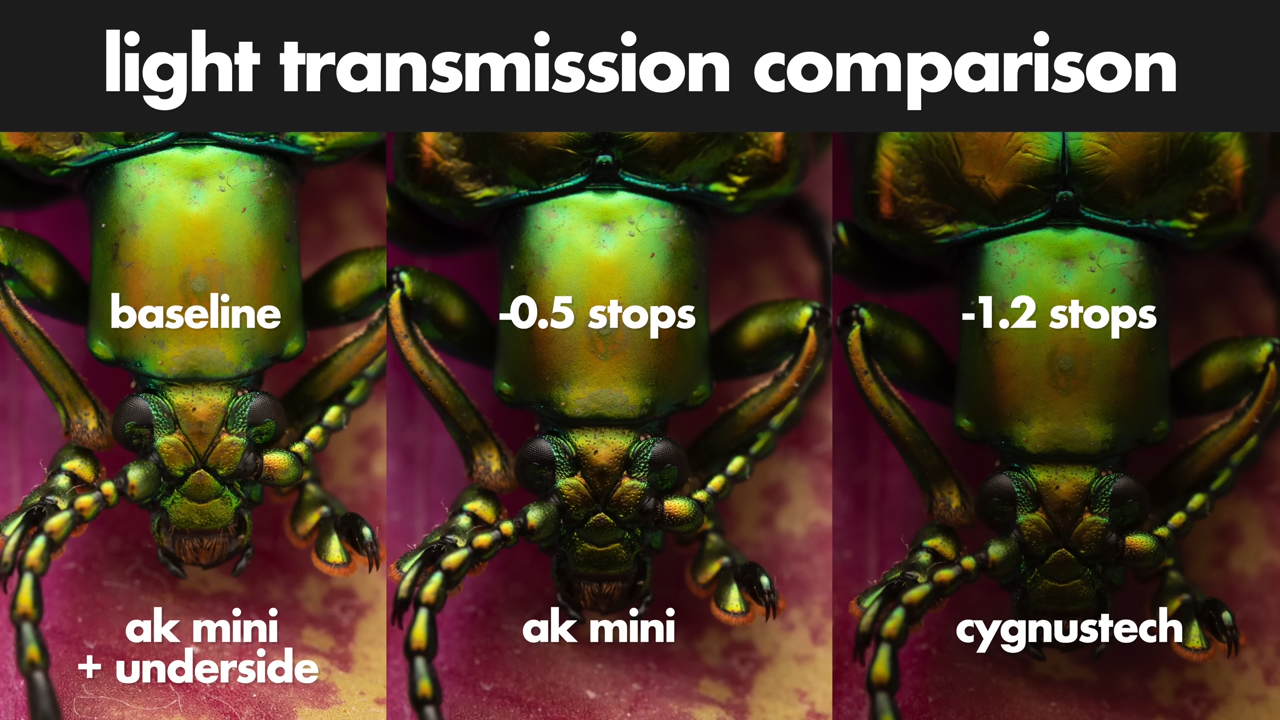 light transmission comparison
baseline
-0.5 stops
-1.2 stops
ak mini
+ underside
ak mini
cygnustech